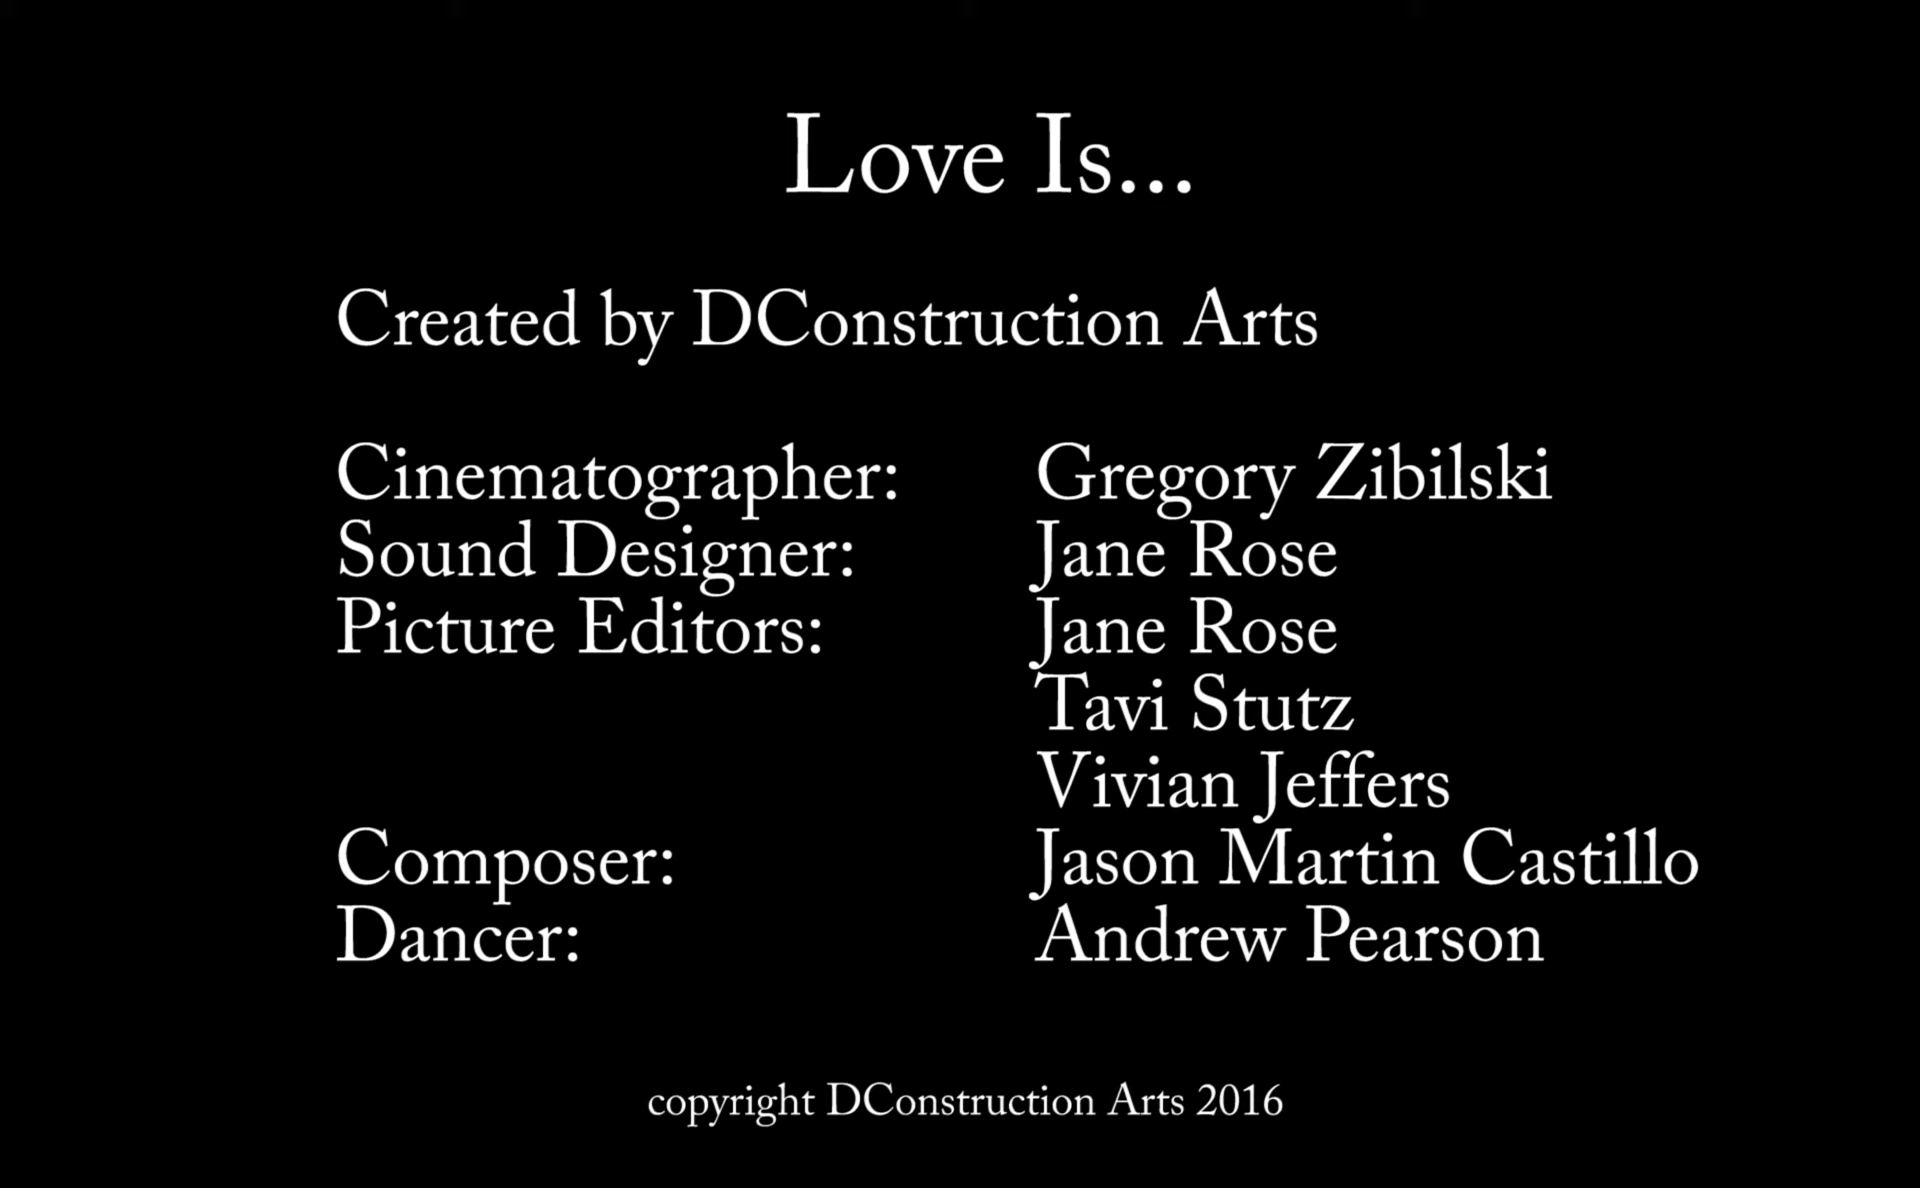 Love Is...
Created by DConstruction Arts
Cinematographer: Gregory Zibilski
Sound Designer: Jane Rose
Picture Editors: Jane Rose
Tavi Stutz
Vivian Jeffers
Composer: Jason Martin Castillo
Dancer: Andrew Pearson
copyright DConstruction Arts 2016